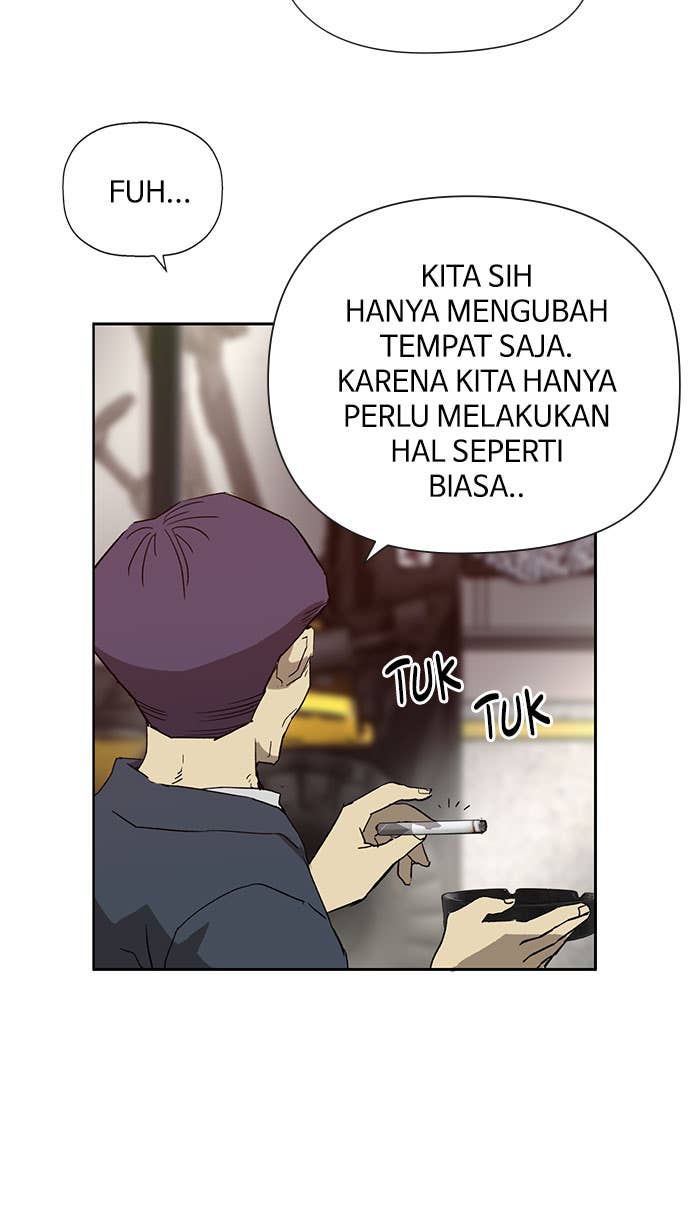 FUH...
KITA SIH
HANYA MENGUBAH
TEMPAT SAJA.
KARENA KITA HANYA
PERLU MELAKUKAN
HAL SEPERTI
BIASA..
TUK
TUK